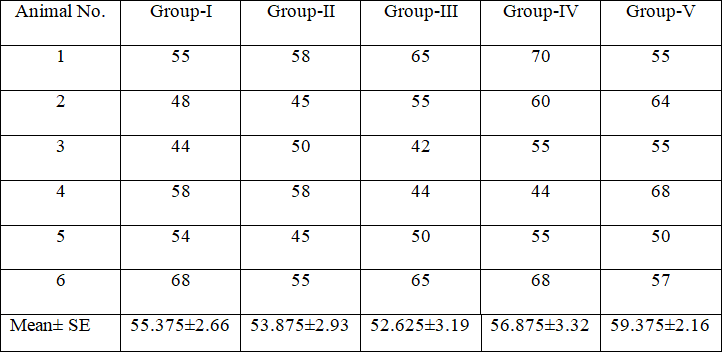 Animal No. Group-I Group-II Group-III Group-IV Group-V
1 55 58 65 70 55
2 48 45 55 60 64
3 44 50 42 55 55
4 58 58 44 44 68
5 54 45 50 55 50
6 68 55 65 68 57
Mean± SE 55.375±2.66 53.875±2.93 52.625±3.19 56.875±3.32 59.375±2.16